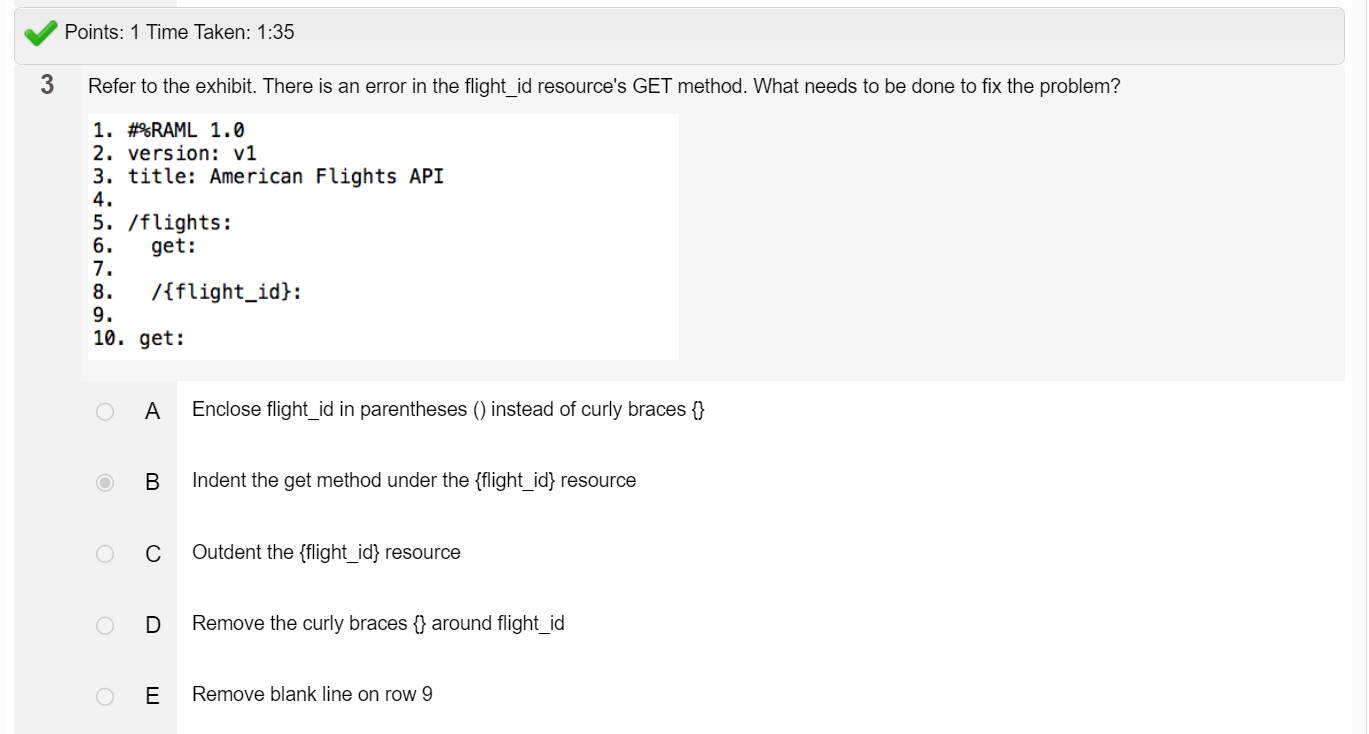 Points: 1 Time Taken: 1:35
3 Refer to the exhibit. There is an error in the flight_id resource's GET method. What needs to be done to fix the problem?
1. #%RAML 1.0
2. version: v1
3. title: American Flights API
4.
5. /flights:
6.   get:
7.
8.   /{flight_id}:
9.
10. get:
A Enclose flight_id in parentheses () instead of curly braces {}
B Indent the get method under the {flight_id} resource
C Outdent the {flight_id} resource
D Remove the curly braces {} around flight_id
E Remove blank line on row 9